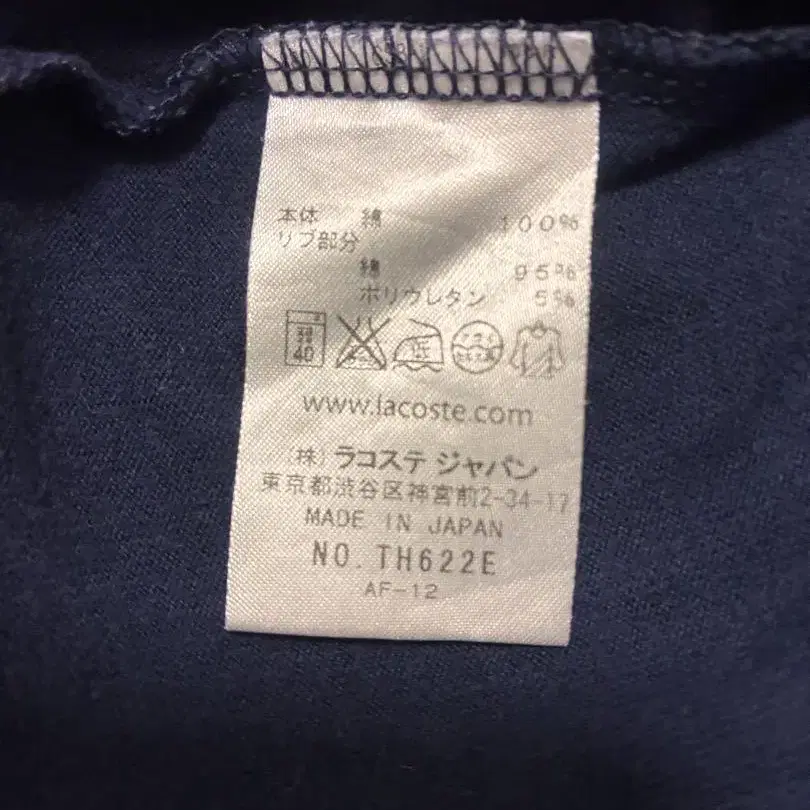 本体 綿 100%
リブ部分
綿 95%
ポリウレタン 5%
40 低
www.lacoste.com
株) ラコステ ジャパン
東京都渋谷区神宮前2-34-17
MADE IN JAPAN
NO. TH622E
AF-12